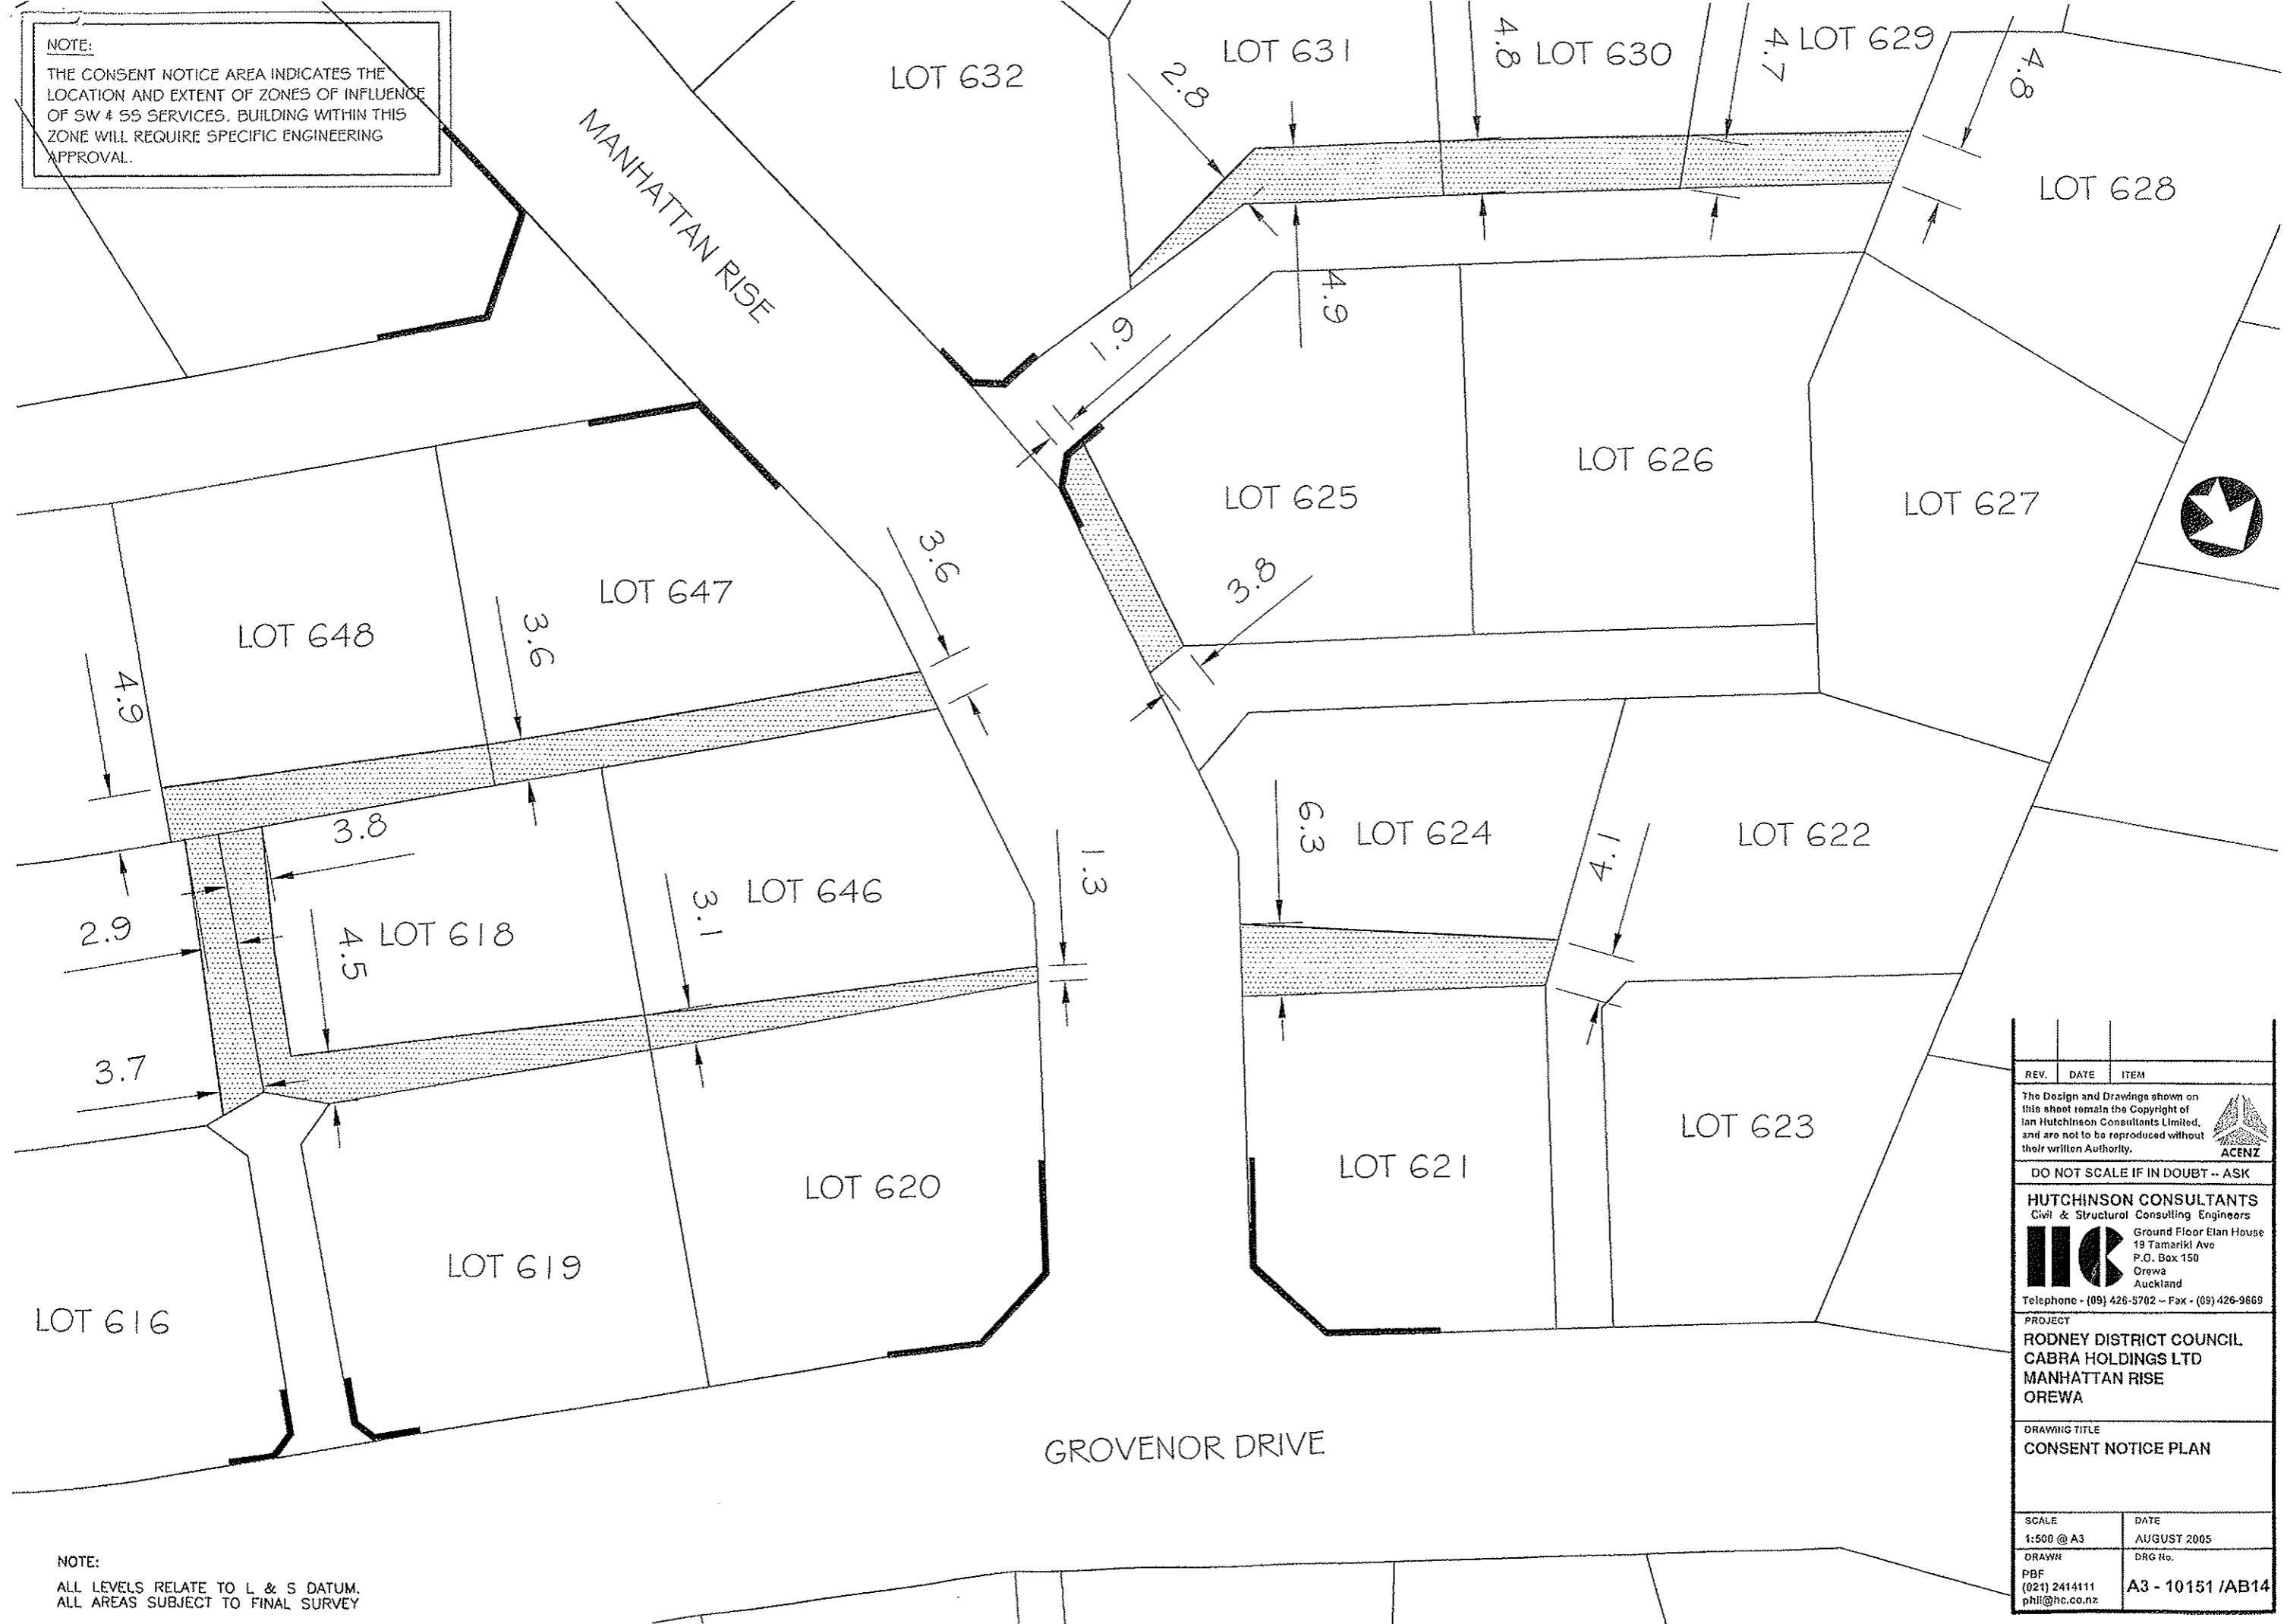 NOTE:
THE CONSENT NOTICE AREA INDICATES THE
LOCATION AND EXTENT OF ZONES OF INFLUENCE
OF SW & SS SERVICES. BUILDING WITHIN THIS
ZONE WILL REQUIRE SPECIFIC ENGINEERING
APPROVAL.
MANHATTAN RISE
LOT 632
LOT 631
LOT 630
LOT 629
LOT 628
2.8
4.8
4.7
4.8
4.9
1.9
LOT 625
LOT 626
LOT 627
3.6
3.8
LOT 647
LOT 648
3.6
4.9
3.8
6.3
LOT 624
4.1
LOT 622
1.3
LOT 646
3.1
LOT 618
4.5
2.9
3.7
LOT 623
LOT 621
LOT 620
LOT 619
LOT 616
GROVENOR DRIVE
NOTE:
ALL LEVELS RELATE TO L & S DATUM.
ALL AREAS SUBJECT TO FINAL SURVEY
REV. DATE ITEM
The Design and Drawings shown on
this sheet remain the Copyright of
Ian Hutchinson Consultants Limited,
and are not to be reproduced without
their written Authority.
ACENZ
DO NOT SCALE IF IN DOUBT -- ASK
HUTCHINSON CONSULTANTS
Civil & Structural Consulting Engineers
HC
Ground Floor Elan House
19 Tamariki Ave
P.O. Box 150
Orewa
Auckland
Telephone - (09) 426-5702 -- Fax - (09) 426-9669
PROJECT
RODNEY DISTRICT COUNCIL
CABRA HOLDINGS LTD
MANHATTAN RISE
OREWA
DRAWING TITLE
CONSENT NOTICE PLAN
SCALE
1:500 @ A3
DATE
AUGUST 2005
DRAWN
PBF
(021) 2414111
phil@hc.co.nz
DRG No.
A3 - 10151 /AB14